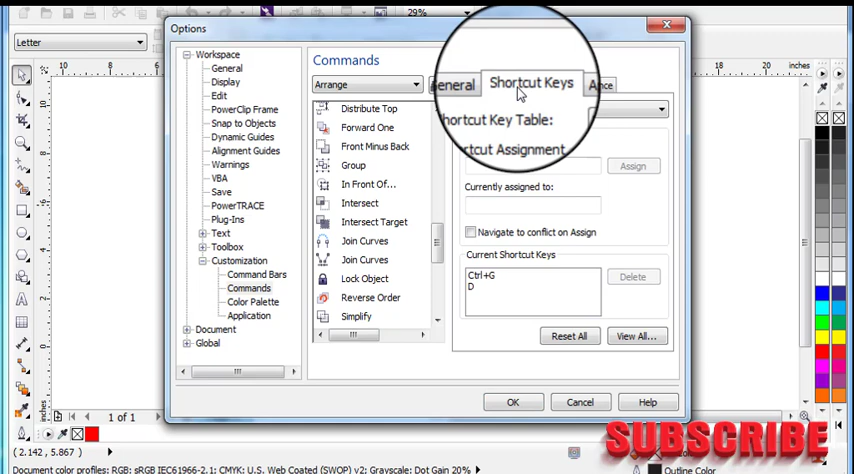 29%
Options
Letter
10
8
6
4
20
inches
Workspace
General
Display
Edit
PowerClip Frame
Snap to Objects
Dynamic Guides
Alignment Guides
Warnings
VBA
Save
PowerTRACE
Plug-Ins
Text
Toolbox
Customization
Command Bars
Commands
Color Palette
Application
Document
Global
Commands
Arrange
Distribute Top
Forward One
Front Minus Back
Group
In Front Of...
Intersect
Intersect Target
Join Curves
Join Curves
Lock Object
Reverse Order
Simplify
General
Shortcut Keys
Shortcut Key Table:
Shortcut Assignment
Assign
Currently assigned to:
Navigate to conflict on Assign
Current Shortcut Keys
Ctrl+G
D
Delete
Reset All
View All...
OK
Cancel
Help
inches
1 of 1
( 2.142, 5.867 )
SUBSCRIBE
Document color profiles: RGB: sRGB IEC61966-2.1; CMYK: U.S. Web Coated (SWOP) v2; Grayscale: Dot Gain 20%
Outline Color